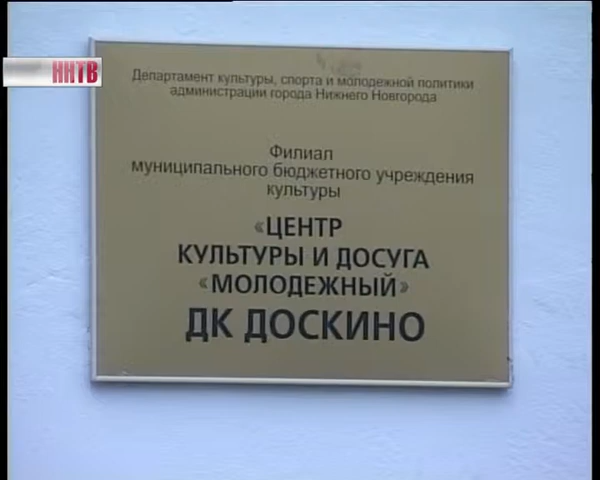 ННТВ
Департамент культуры, спорта и молодежной политики
администрации города Нижнего Новгорода
Филиал
муниципального бюджетного учреждения
культуры
«ЦЕНТР
КУЛЬТУРЫ И ДОСУГА
«МОЛОДЕЖНЫЙ»
ДК ДОСКИНО